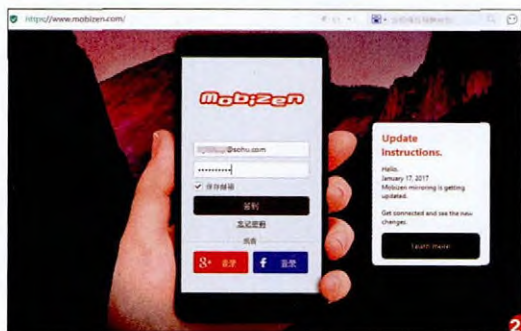 https://www.mobizen.com/
mobizen
@sohu.com
保存邮箱
签到
忘记密码
或者
g+ 登录
f 登录
Update
Instructions.
Hello.
January 17, 2017
Mobizen mirroring is getting
updated.
Get connected and see the new
changes.
Learn more
2